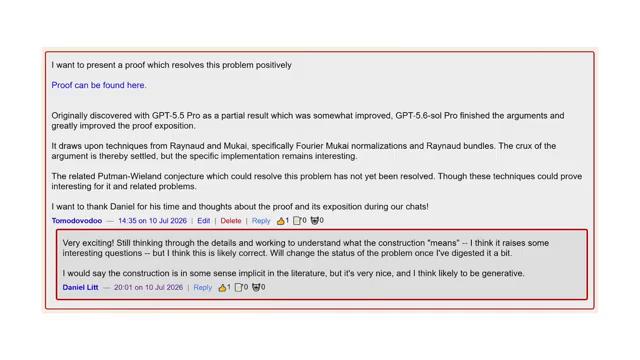 I want to present a proof which resolves this problem positively
Proof can be found here.
Originally discovered with GPT-5.5 Pro as a partial result which was somewhat improved, GPT-5.6-sol Pro finished the arguments and
greatly improved the proof exposition.
It draws upon techniques from Raynaud and Mukai, specifically Fourier Mukai normalizations and Raynaud bundles. The crux of the
argument is thereby settled, but the specific implementation remains interesting.
The related Putman-Wieland conjecture which could resolve this problem has not yet been resolved. Though these techniques could prove
interesting for it and related problems.
I want to thank Daniel for his time and thoughts about the proof and its exposition during our chats!
Tomodovodoo — 14:35 on 10 Jul 2026 | Edit | Delete | Reply 👍1 📝0 🤖0
Very exciting! Still thinking through the details and working to understand what the construction "means" -- I think it raises some
interesting questions -- but I think this is likely correct. Will change the status of the problem once I've digested it a bit.
I would say the construction is in some sense implicit in the literature, but it's very nice, and I think likely to be generative.
Daniel Litt — 20:01 on 10 Jul 2026 | Reply 👍1 📝0 🤖0